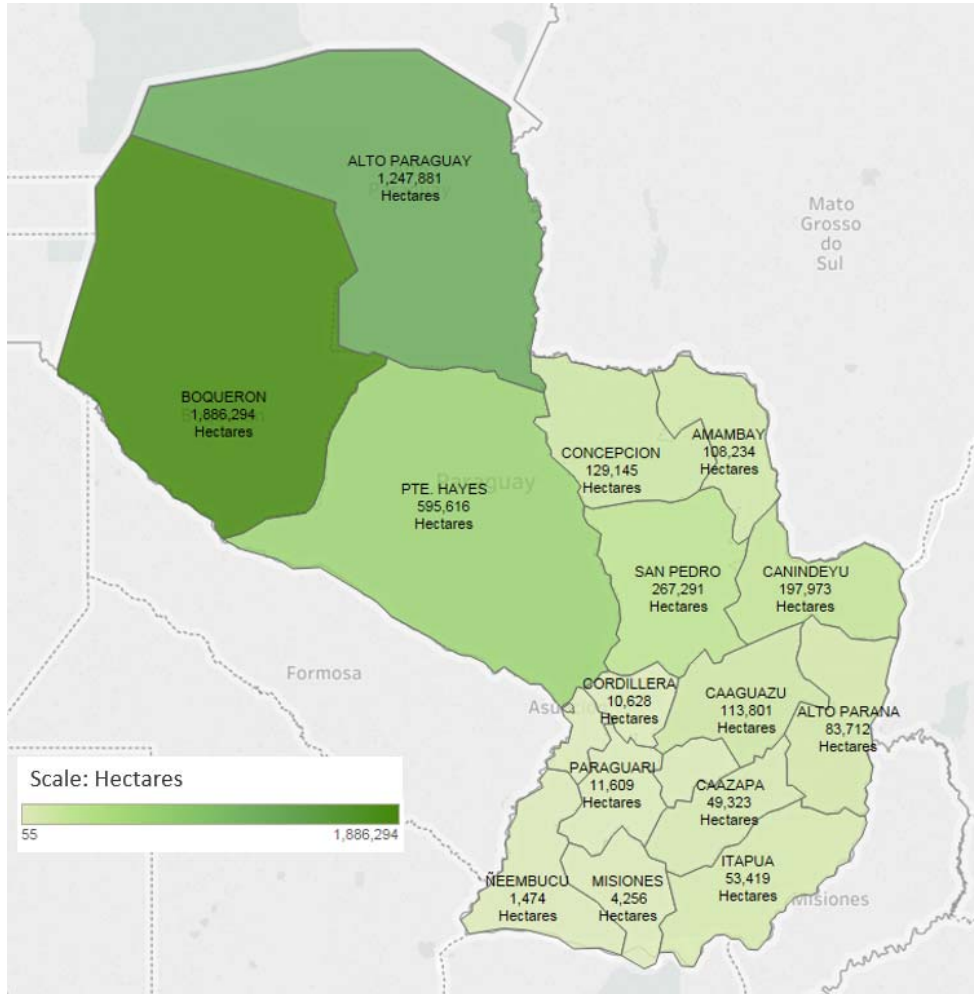 ALTO PARAGUAY
1,247,881
Hectares
Mato
Grosso
do
Sul
BOQUERON
1,886,294
Hectares
AMAMBAY
108,234
Hectares
CONCEPCION
129,145
Hectares
Paraguay
PTE. HAYES
595,616
Hectares
SAN PEDRO
267,291
Hectares
CANINDEYU
197,973
Hectares
Formosa
CORDILLERA
10,628
Hectares
CAAGUAZU
113,801
Hectares
ALTO PARANA
83,712
Hectares
PARAGUARI
11,609
Hectares
CAAZAPA
49,323
Hectares
Scale: Hectares
55 1,886,294
ITAPUA
53,419
Hectares
ÑEEMBUCU
1,474
Hectares
MISIONES
4,256
Hectares
Misiones